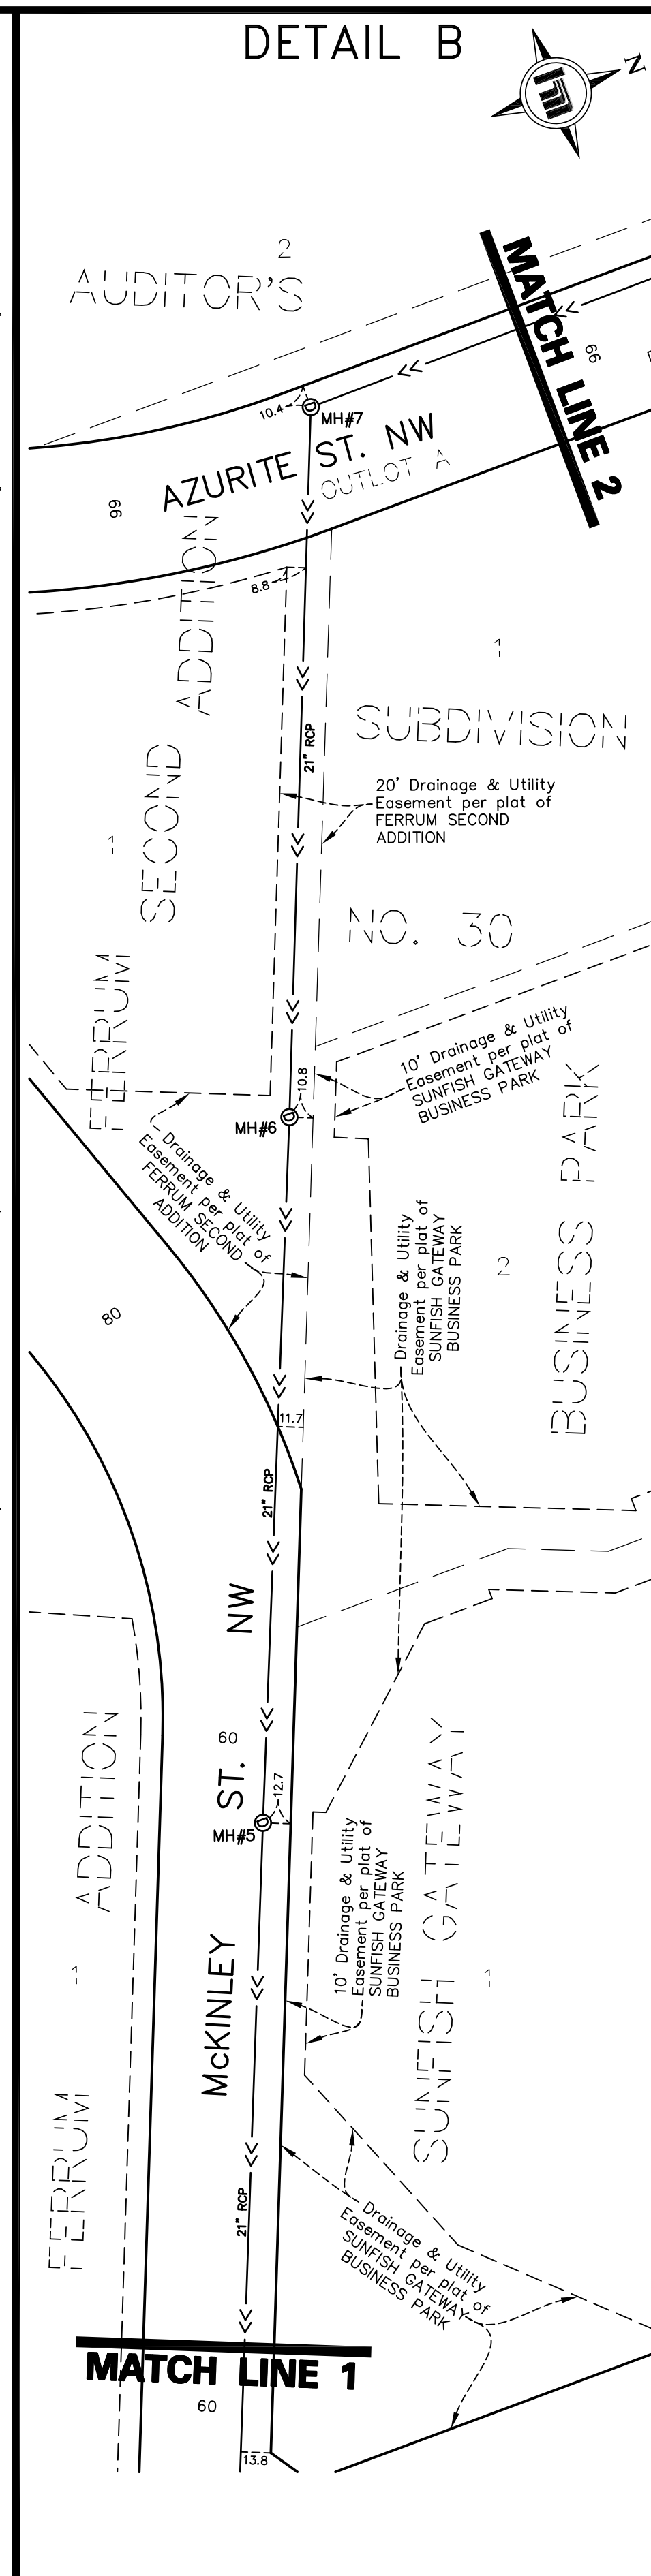 DETAIL B
N
2
AUDITOR'S
MATCH LINE 2
66
10.4
MH#7
AZURITE ST. NW
OUTLOT A
66
8.8
1
SUBDIVISION
21" RCP
20' Drainage & Utility
Easement per plat of
FERRUM SECOND
ADDITION
1
FERRUM SECOND ADDITION
NO. 30
10' Drainage & Utility
Easement per plat of
SUNFISH GATEWAY
BUSINESS PARK
10.8
MH#6
Drainage & Utility
Easement per plat of
FERRUM SECOND
ADDITION
Drainage & Utility
Easement per plat of
SUNFISH GATEWAY
BUSINESS PARK
2
BUSINESS PARK
80
11.7
21" RCP
60
12.7
MH#5
McKINLEY ST. NW
10' Drainage & Utility
Easement per plat of
SUNFISH GATEWAY
BUSINESS PARK
1
FERRUM ADDITION
1
SUNFISH GATEWAY
21" RCP
Drainage & Utility
Easement per plat of
SUNFISH GATEWAY
BUSINESS PARK
MATCH LINE 1
60
13.8